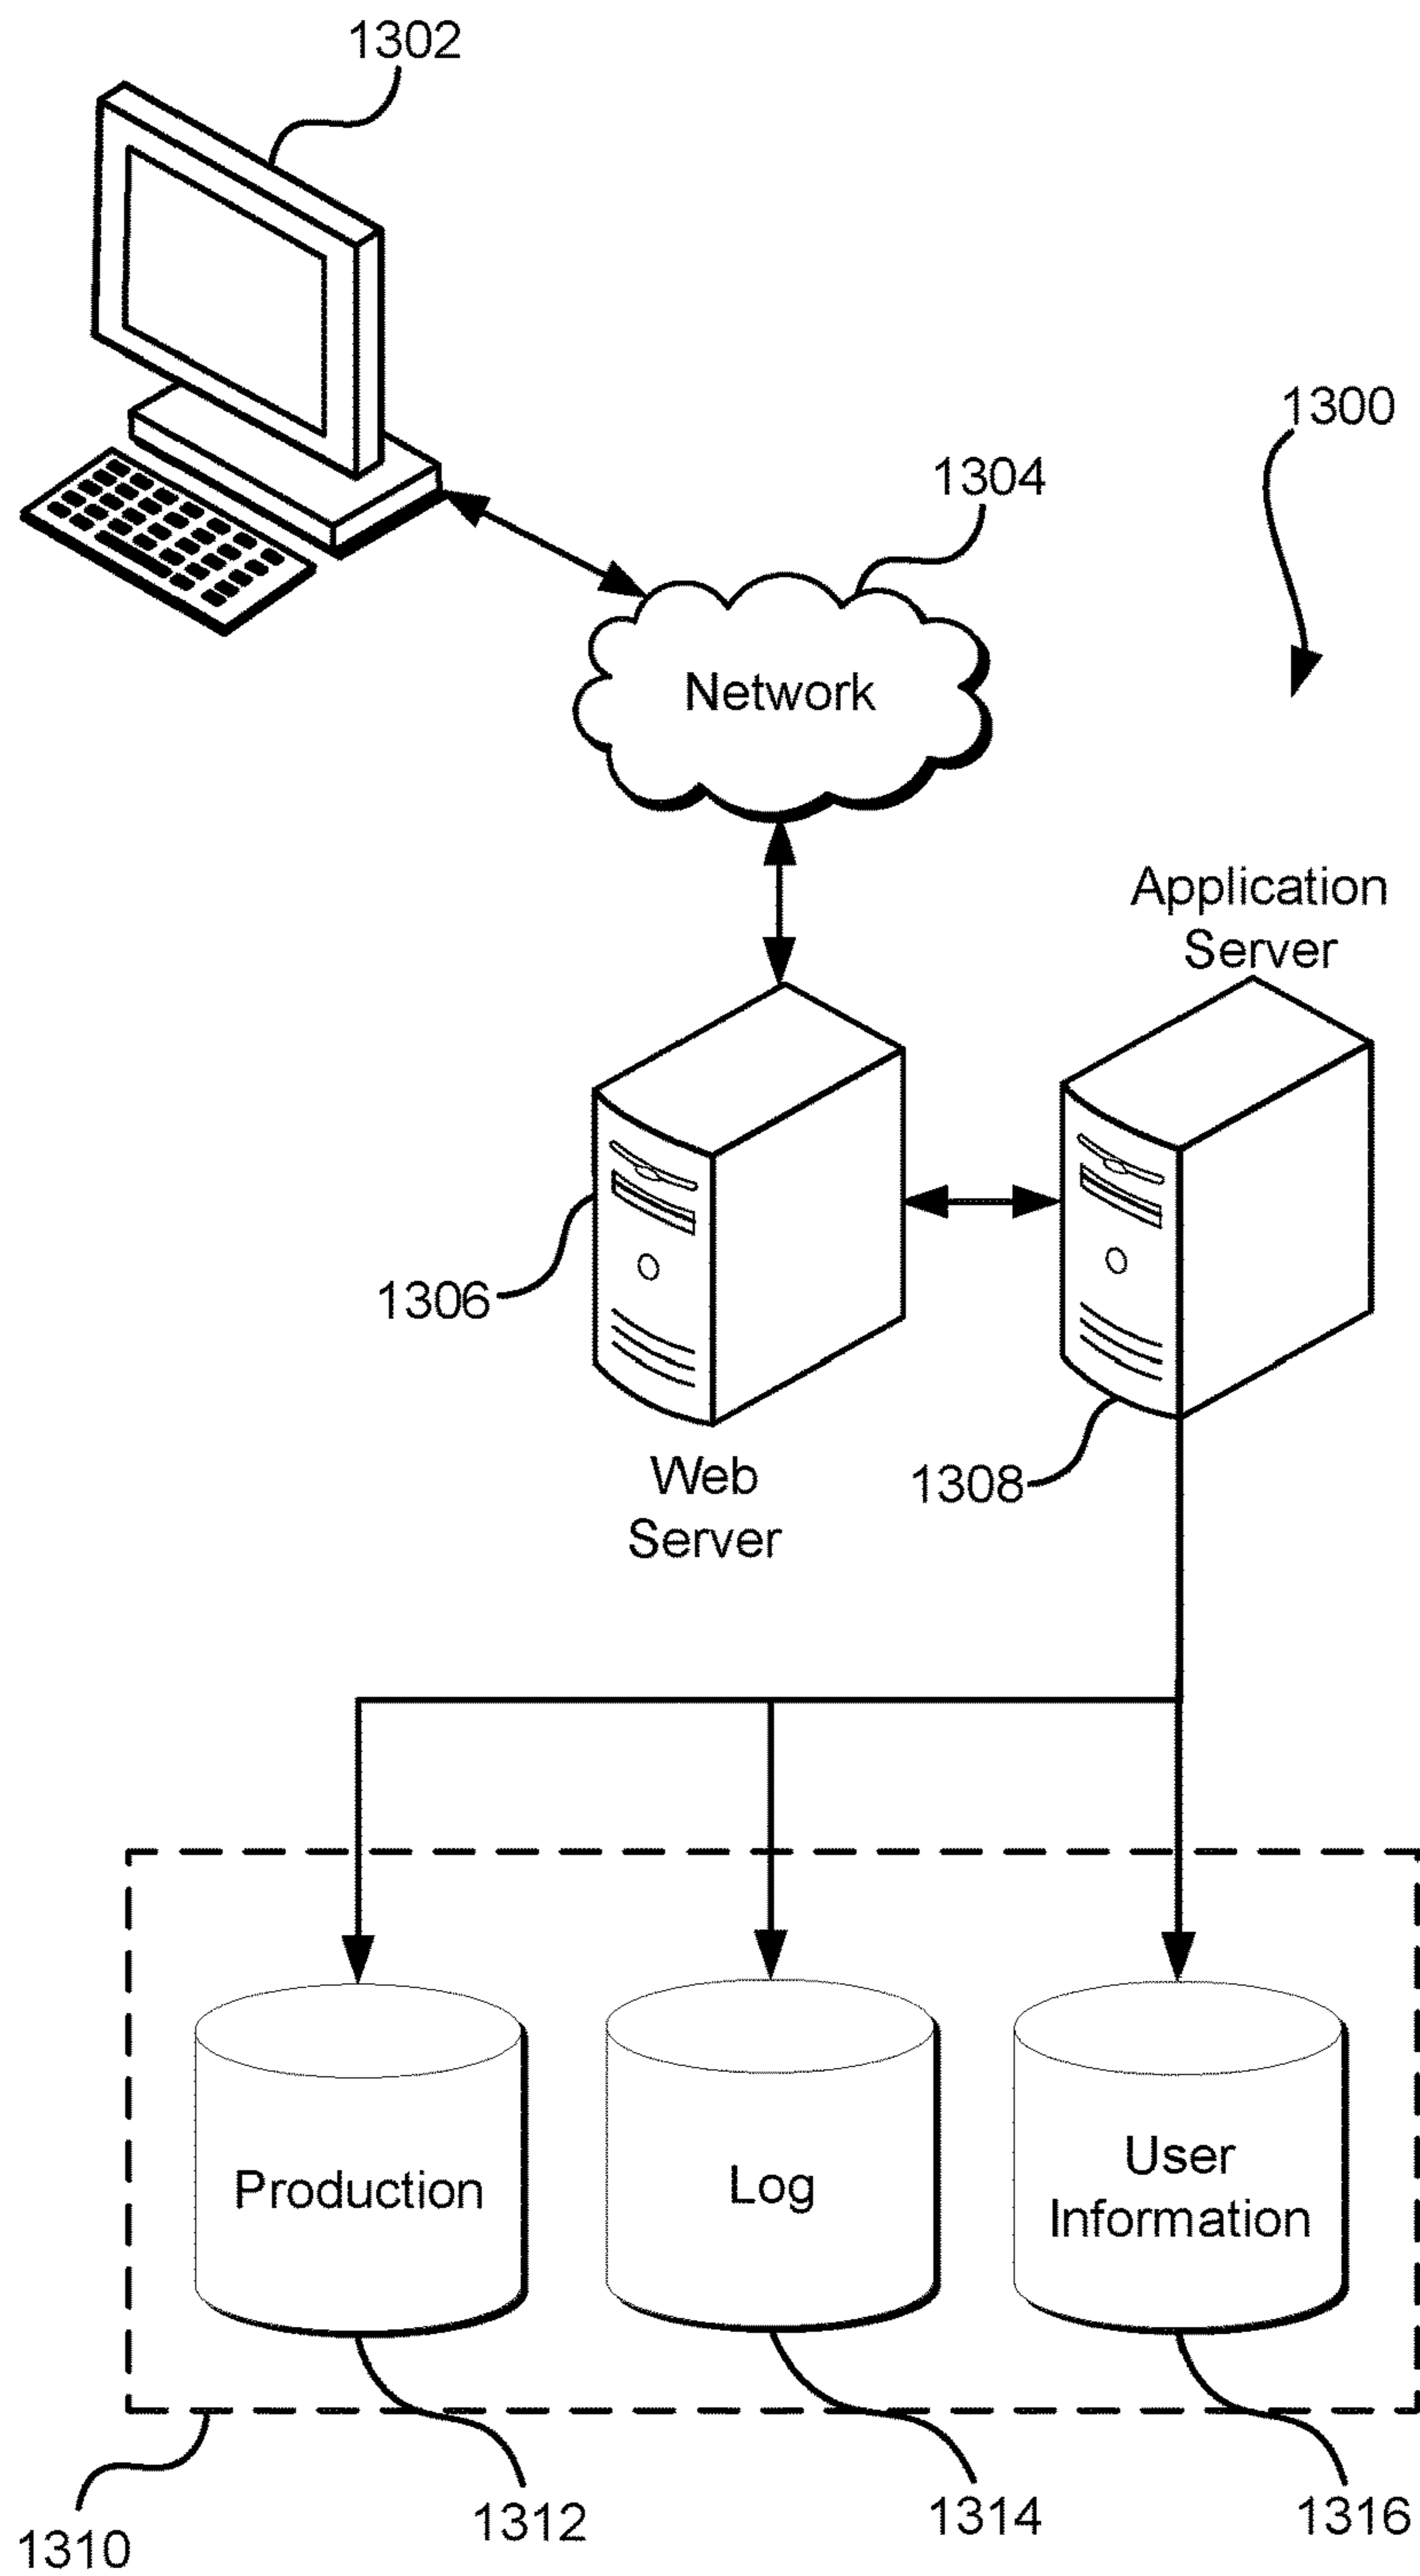 1302
1300
1304
Network
Application
Server
1306
Web
Server
1308
Production
Log
User
Information
1310
1312
1314
1316